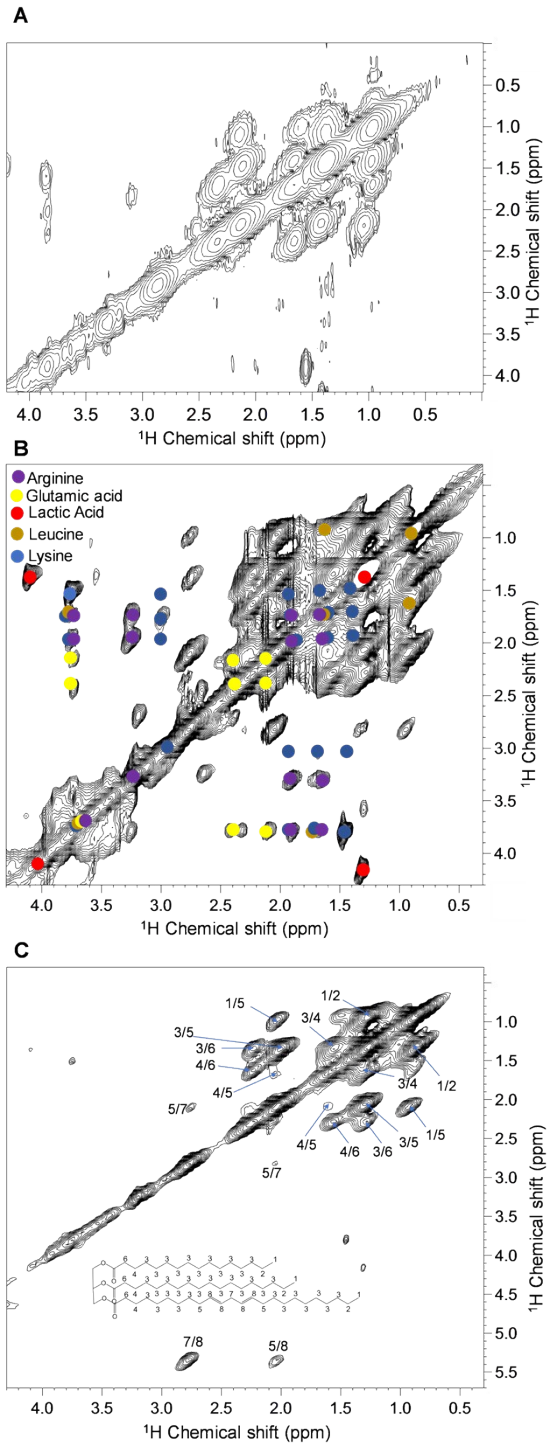 A
0.5
1.0
1.5
2.0
2.5
3.0
3.5
4.0
¹H Chemical shift (ppm)
4.0 3.5 3.0 2.5 2.0 1.5 1.0 0.5
¹H Chemical shift (ppm)
B
Arginine
Glutamic acid
Lactic Acid
Leucine
Lysine
1.0
1.5
2.0
2.5
3.0
3.5
4.0
¹H Chemical shift (ppm)
4.0 3.5 3.0 2.5 2.0 1.5 1.0 0.5
¹H Chemical shift (ppm)
C
1/5 1/2
3/5 3/4
3/6
4/6
4/5
5/7
3/4 1/2
4/5 4/6 3/6 3/5 1/5
5/7
7/8 5/8
1.0
1.5
2.0
2.5
3.0
3.5
4.0
4.5
5.0
5.5
¹H Chemical shift (ppm)
4.0 3.5 3.0 2.5 2.0 1.5 1.0 0.5
¹H Chemical shift (ppm)